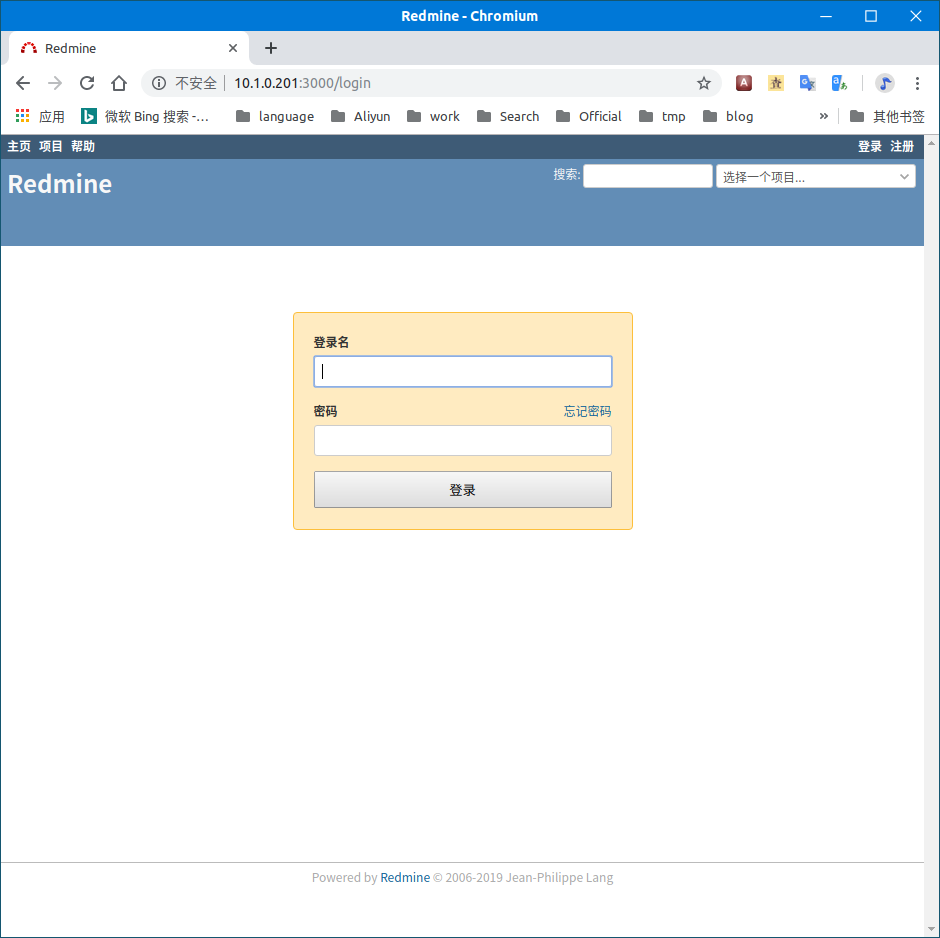 Redmine - Chromium
Redmine
不安全 10.1.0.201:3000/login
应用 微软 Bing 搜索 -... language Aliyun work Search Official tmp blog » 其他书签
主页 项目 帮助 登录 注册
Redmine 搜索: 选择一个项目...
登录名
密码 忘记密码
登录
Powered by Redmine © 2006-2019 Jean-Philippe Lang